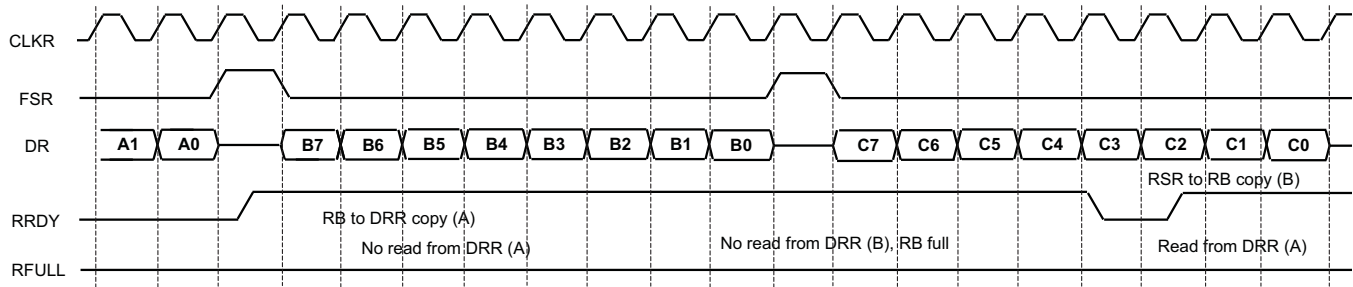 CLKR
FSR
DR A1 A0 B7 B6 B5 B4 B3 B2 B1 B0 C7 C6 C5 C4 C3 C2 C1 C0
RSR to RB copy (B)
RRDY RB to DRR copy (A)
No read from DRR (A) No read from DRR (B), RB full Read from DRR (A)
RFULL